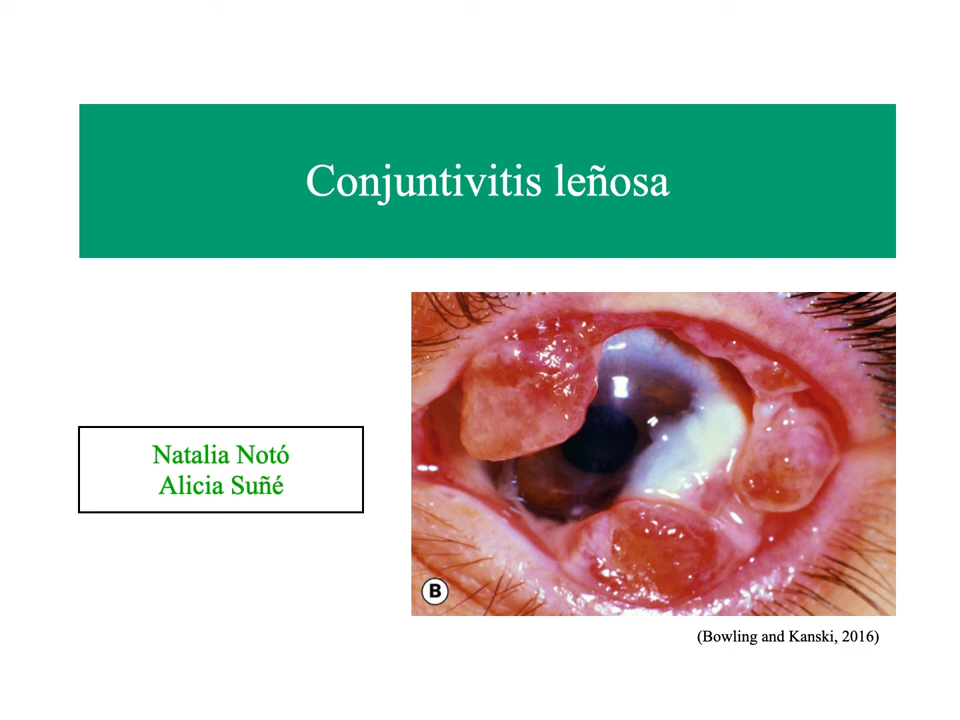 Conjuntivitis leñosa
Natalia Notó
Alicia Suñé
B
(Bowling and Kanski, 2016)